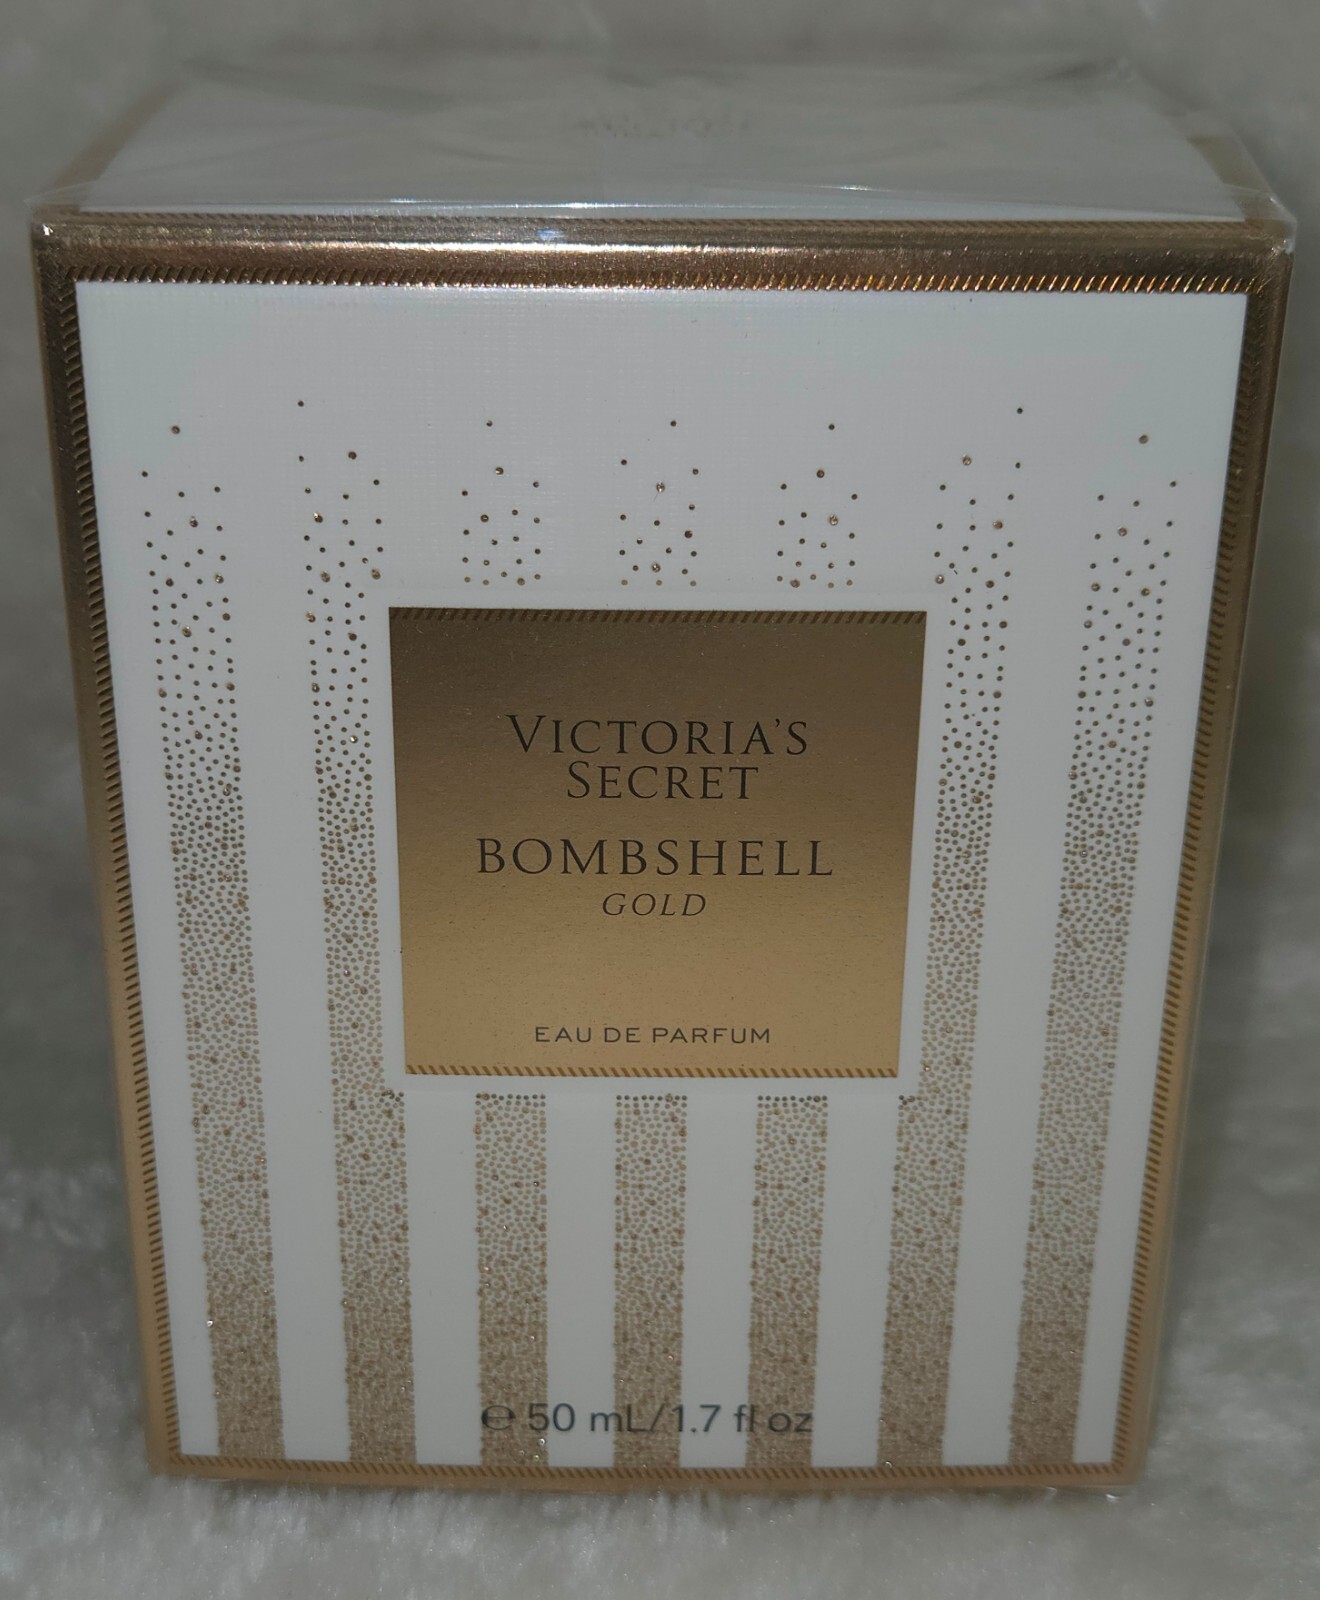 VICTORIA'S
SECRET
BOMBSHELL
GOLD
EAU DE PARFUM
℮ 50 mL/1.7 fl oz